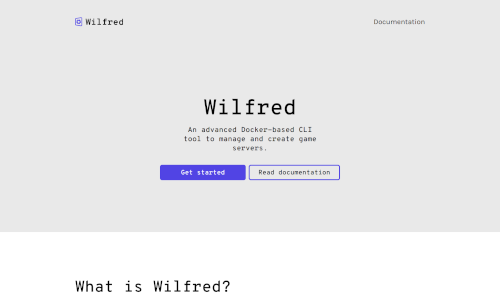 Wilfred
Documentation
Wilfred
An advanced Docker-based CLI
tool to manage and create game
servers.
Get started
Read documentation
What is Wilfred?